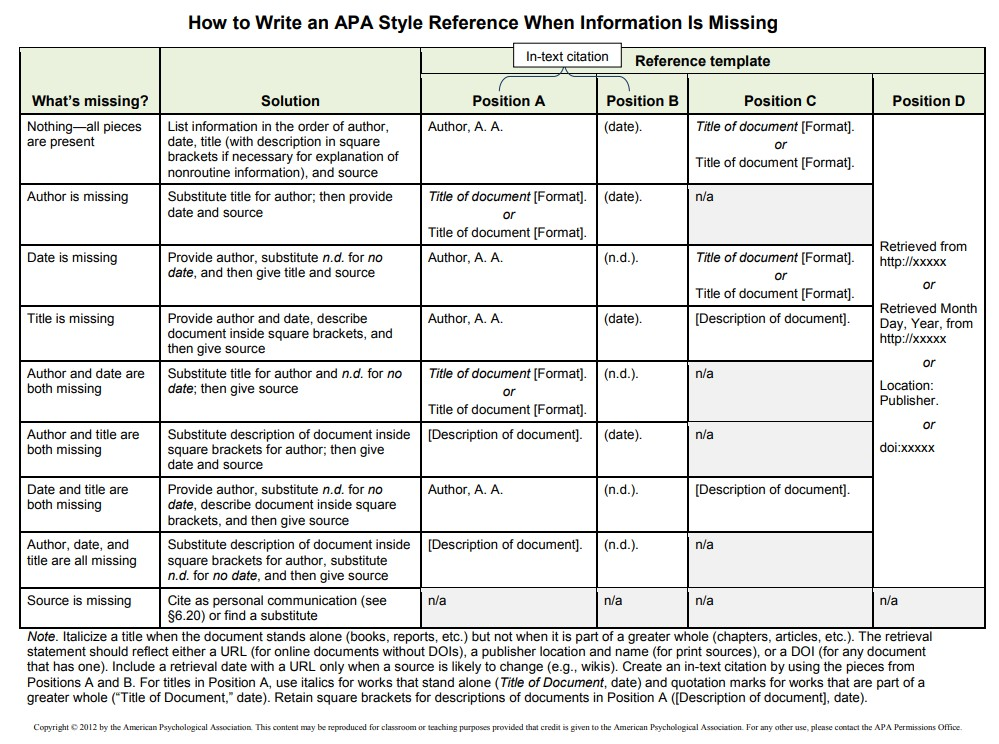 How to Write an APA Style Reference When Information Is Missing
In-text citation
Reference template
What's missing?
Solution
Position A
Position B
Position C
Position D
Nothing—all pieces
are present
List information in the order of author,
date, title (with description in square
brackets if necessary for explanation of
nonroutine information), and source
Author, A. A.
(date).
Title of document [Format].
or
Title of document [Format].
Author is missing
Substitute title for author; then provide
date and source
Title of document [Format].
or
Title of document [Format].
(date).
n/a
Date is missing
Provide author, substitute n.d. for no
date, and then give title and source
Author, A. A.
(n.d.).
Title of document [Format].
or
Title of document [Format].
Title is missing
Provide author and date, describe
document inside square brackets, and
then give source
Author, A. A.
(date).
[Description of document].
Author and date are
both missing
Substitute title for author and n.d. for no
date; then give source
Title of document [Format].
or
Title of document [Format].
(n.d.).
n/a
Author and title are
both missing
Substitute description of document inside
square brackets for author; then give
date and source
[Description of document].
(date).
n/a
Date and title are
both missing
Provide author, substitute n.d. for no
date, describe document inside square
brackets, and then give source
Author, A. A.
(n.d.).
[Description of document].
Author, date, and
title are all missing
Substitute description of document inside
square brackets for author, substitute
n.d. for no date, and then give source
[Description of document].
(n.d.).
n/a
Retrieved from
http://xxxxx
or
Retrieved Month
Day, Year, from
http://xxxxx
or
Location:
Publisher.
or
doi:xxxxx
Source is missing
Cite as personal communication (see
§6.20) or find a substitute
n/a
n/a
n/a
n/a
Note. Italicize a title when the document stands alone (books, reports, etc.) but not when it is part of a greater whole (chapters, articles, etc.). The retrieval
statement should reflect either a URL (for online documents without DOIs), a publisher location and name (for print sources), or a DOI (for any document
that has one). Include a retrieval date with a URL only when a source is likely to change (e.g., wikis). Create an in-text citation by using the pieces from
Positions A and B. For titles in Position A, use italics for works that stand alone (Title of Document, date) and quotation marks for works that are part of a
greater whole (“Title of Document,” date). Retain square brackets for descriptions of documents in Position A ([Description of document], date).
Copyright © 2012 by the American Psychological Association. This content may be reproduced for classroom or teaching purposes provided that credit is given to the American Psychological Association. For any other use, please contact the APA Permissions Office.